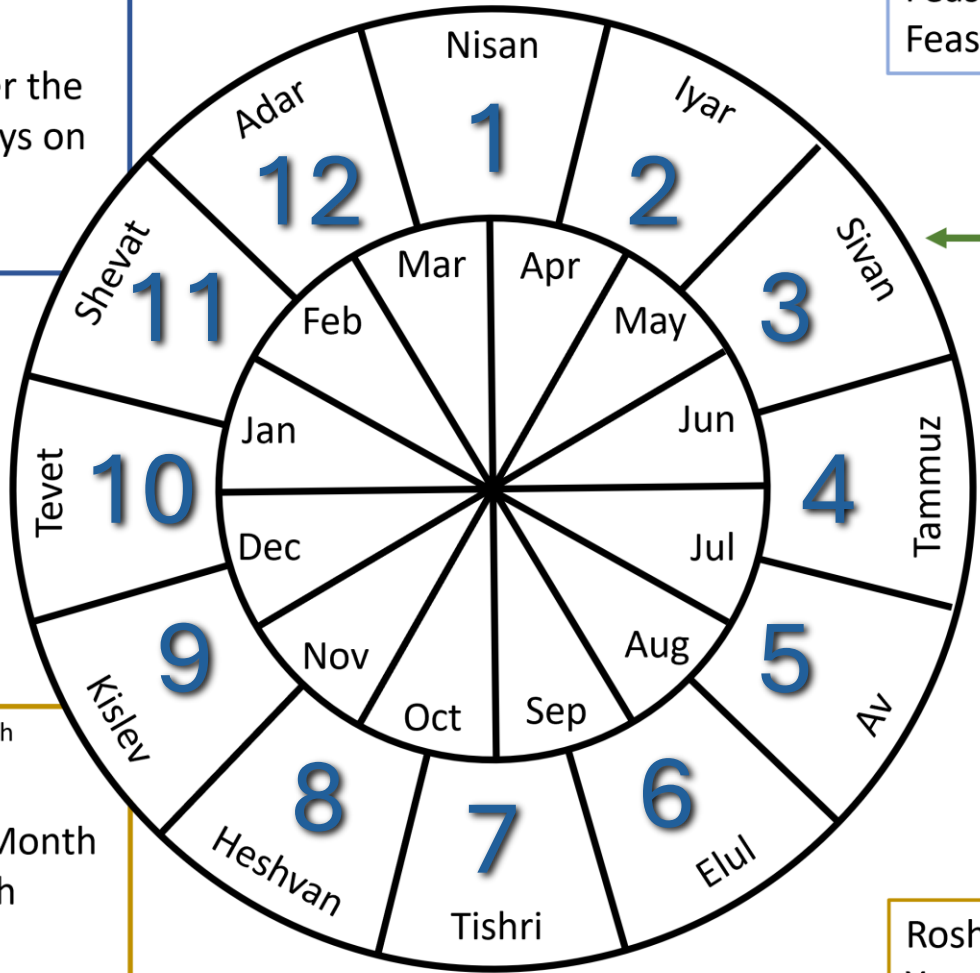 r the
ys on
Feas
Nisan
1
Iyar
2
Sivan
3
Tammuz
4
Av
5
Elul
6
Tishri
7
Heshvan
8
Kislev
9
Tevet
10
Shevat
11
Adar
12
Mar
Apr
May
Jun
Jul
Aug
Sep
Oct
Nov
Dec
Jan
Feb
h
Month
h
Rosh